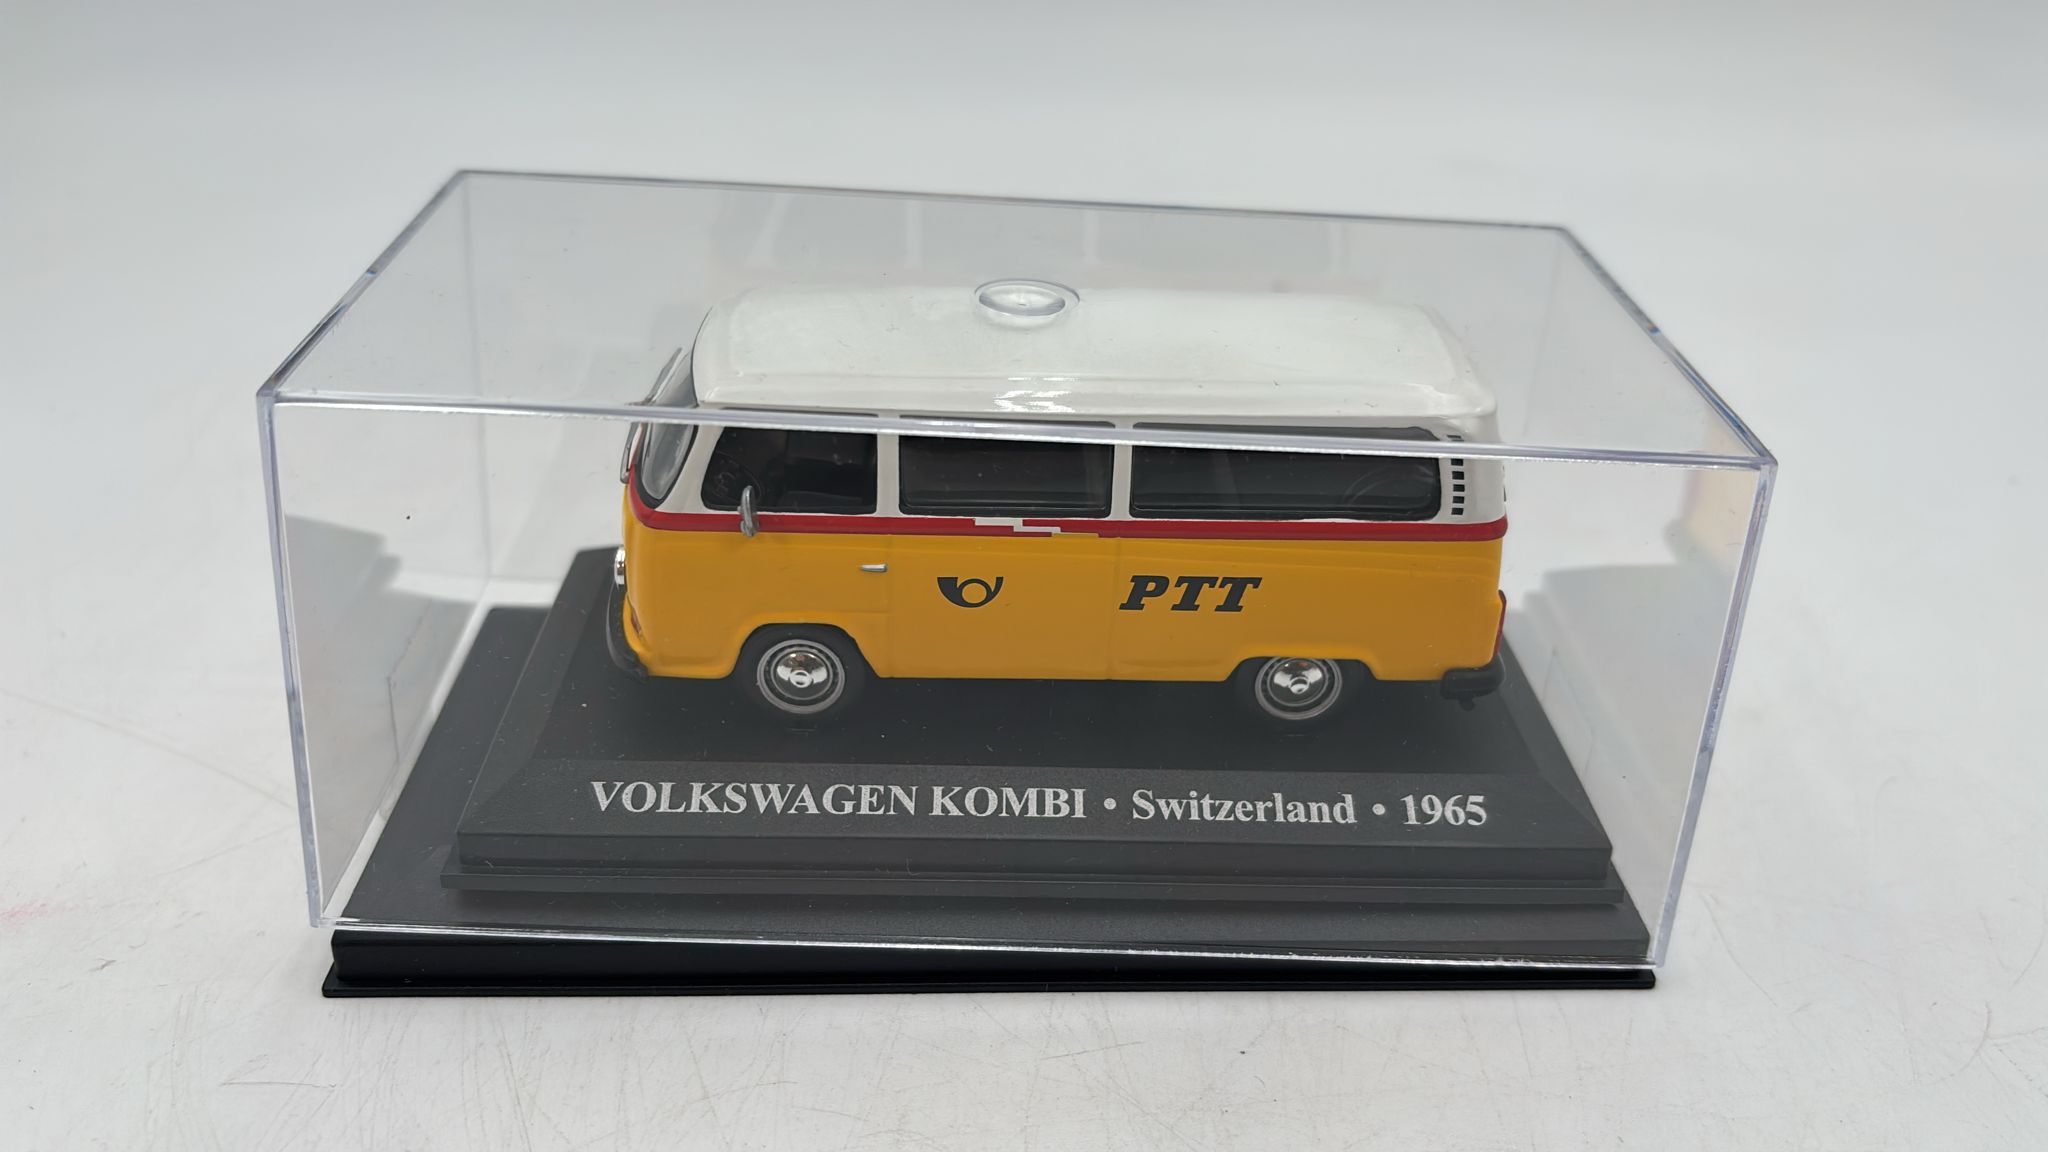 PTT
VOLKSWAGEN KOMBI • Switzerland • 1965